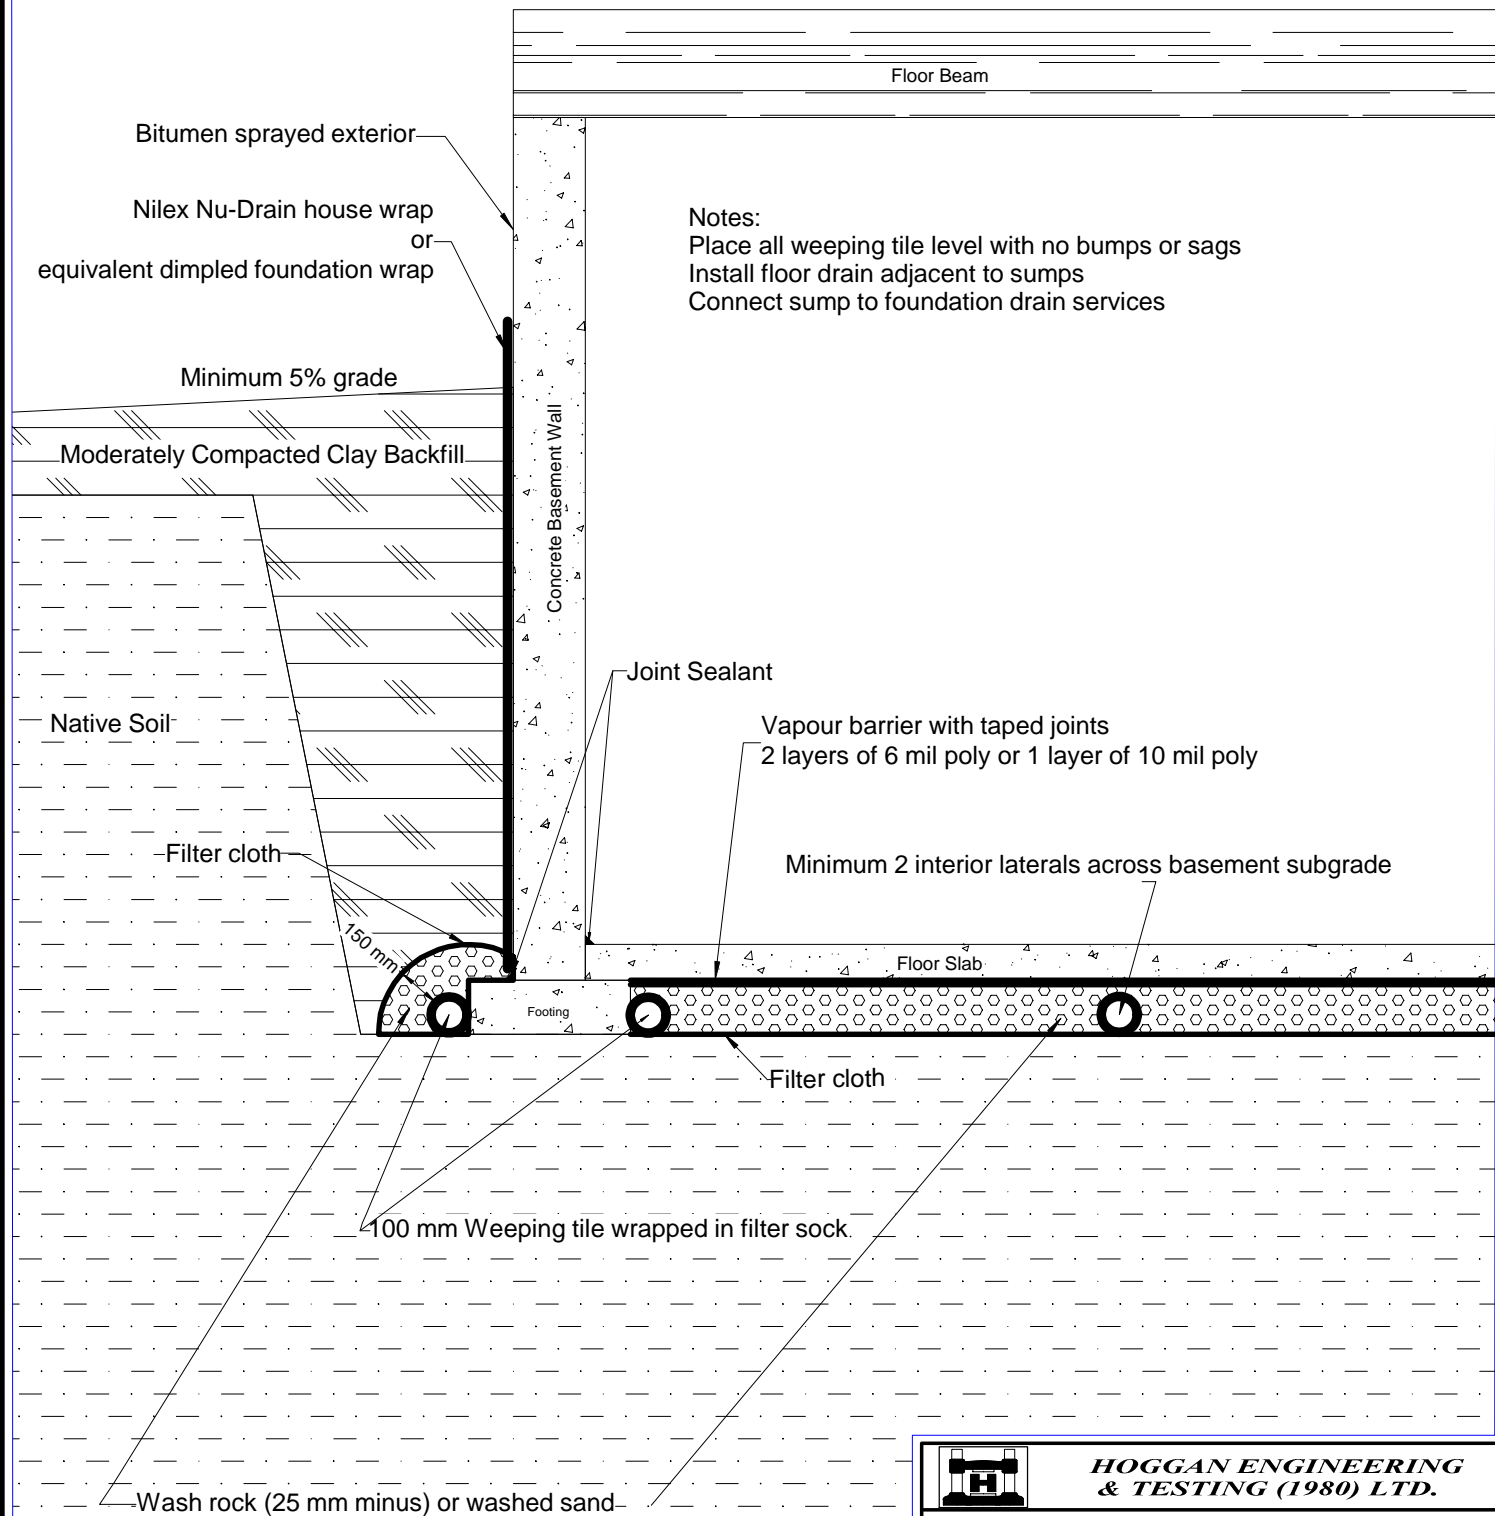 Floor Beam
Bitumen sprayed exterior
Nilex Nu-Drain house wrap
or
equivalent dimpled foundation wrap
Notes:
Place all weeping tile level with no bumps or sags
Install floor drain adjacent to sumps
Connect sump to foundation drain services
Minimum 5% grade
Moderately Compacted Clay Backfill
Concrete Basement Wall
Joint Sealant
Native Soil
Vapour barrier with taped joints
2 layers of 6 mil poly or 1 layer of 10 mil poly
Filter cloth
Minimum 2 interior laterals across basement subgrade
150 mm
Floor Slab
Footing
Filter cloth
100 mm Weeping tile wrapped in filter sock
Wash rock (25 mm minus) or washed sand
H
HOGGAN ENGINEERING
& TESTING (1980) LTD.